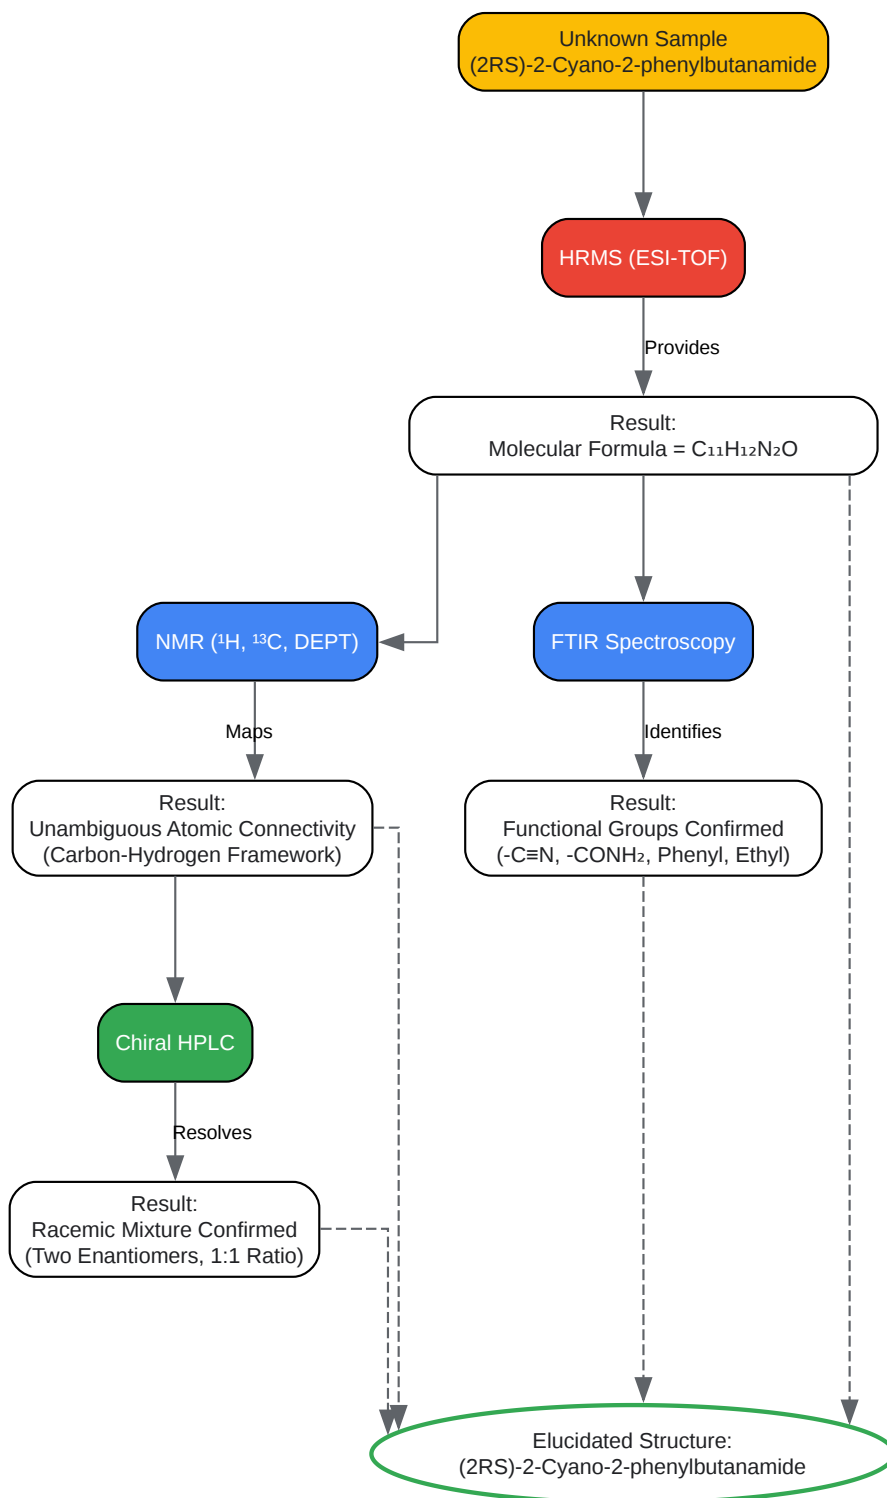 Unknown Sample
(2RS)-2-Cyano-2-phenylbutanamide
HRMS (ESI-TOF)
Provides
Result:
Molecular Formula = C₁₁H₁₂N₂O
NMR (¹H, ¹³C, DEPT)
FTIR Spectroscopy
Maps
Identifies
Result:
Unambiguous Atomic Connectivity
(Carbon-Hydrogen Framework)
Result:
Functional Groups Confirmed
(-C≡N, -CONH₂, Phenyl, Ethyl)
Chiral HPLC
Resolves
Result:
Racemic Mixture Confirmed
(Two Enantiomers, 1:1 Ratio)
Elucidated Structure:
(2RS)-2-Cyano-2-phenylbutanamide